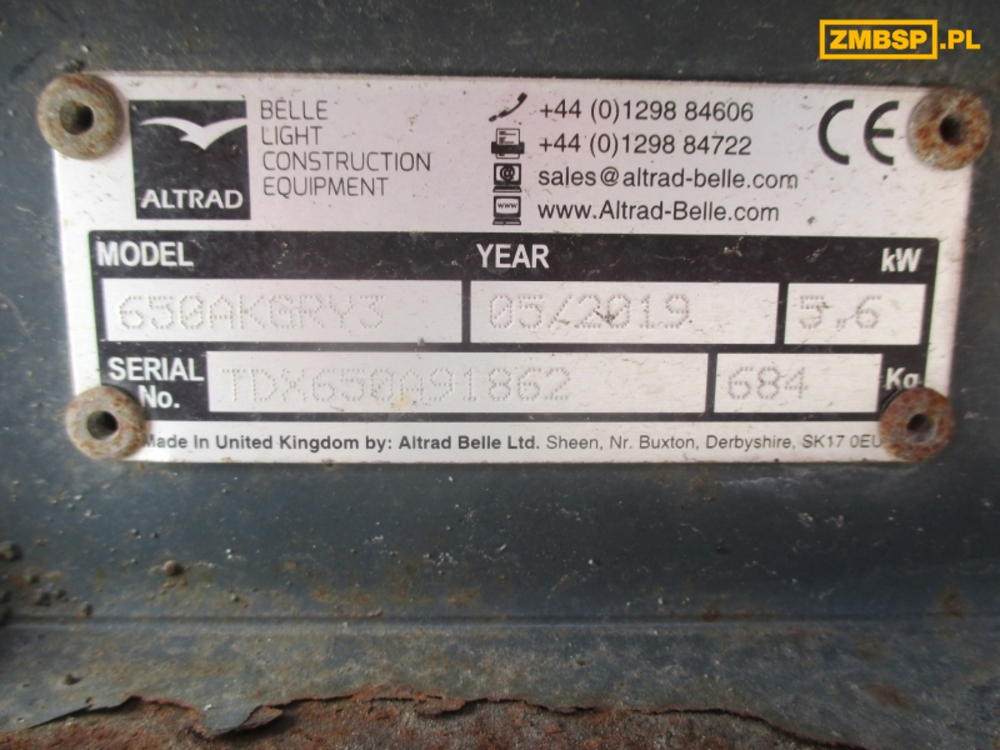 ZMBSP.PL
ALTRAD
BELLE
LIGHT
CONSTRUCTION
EQUIPMENT
+44 (0)1298 84606
+44 (0)1298 84722
@ sales@altrad-belle.com
www www.Altrad-Belle.com
CE
MODEL YEAR kW
650AKGRY3 05/2019 5.6
SERIAL No. TDX650A91862 684 Kg
Made In United Kingdom by: Altrad Belle Ltd. Sheen, Nr. Buxton, Derbyshire, SK17 0EU